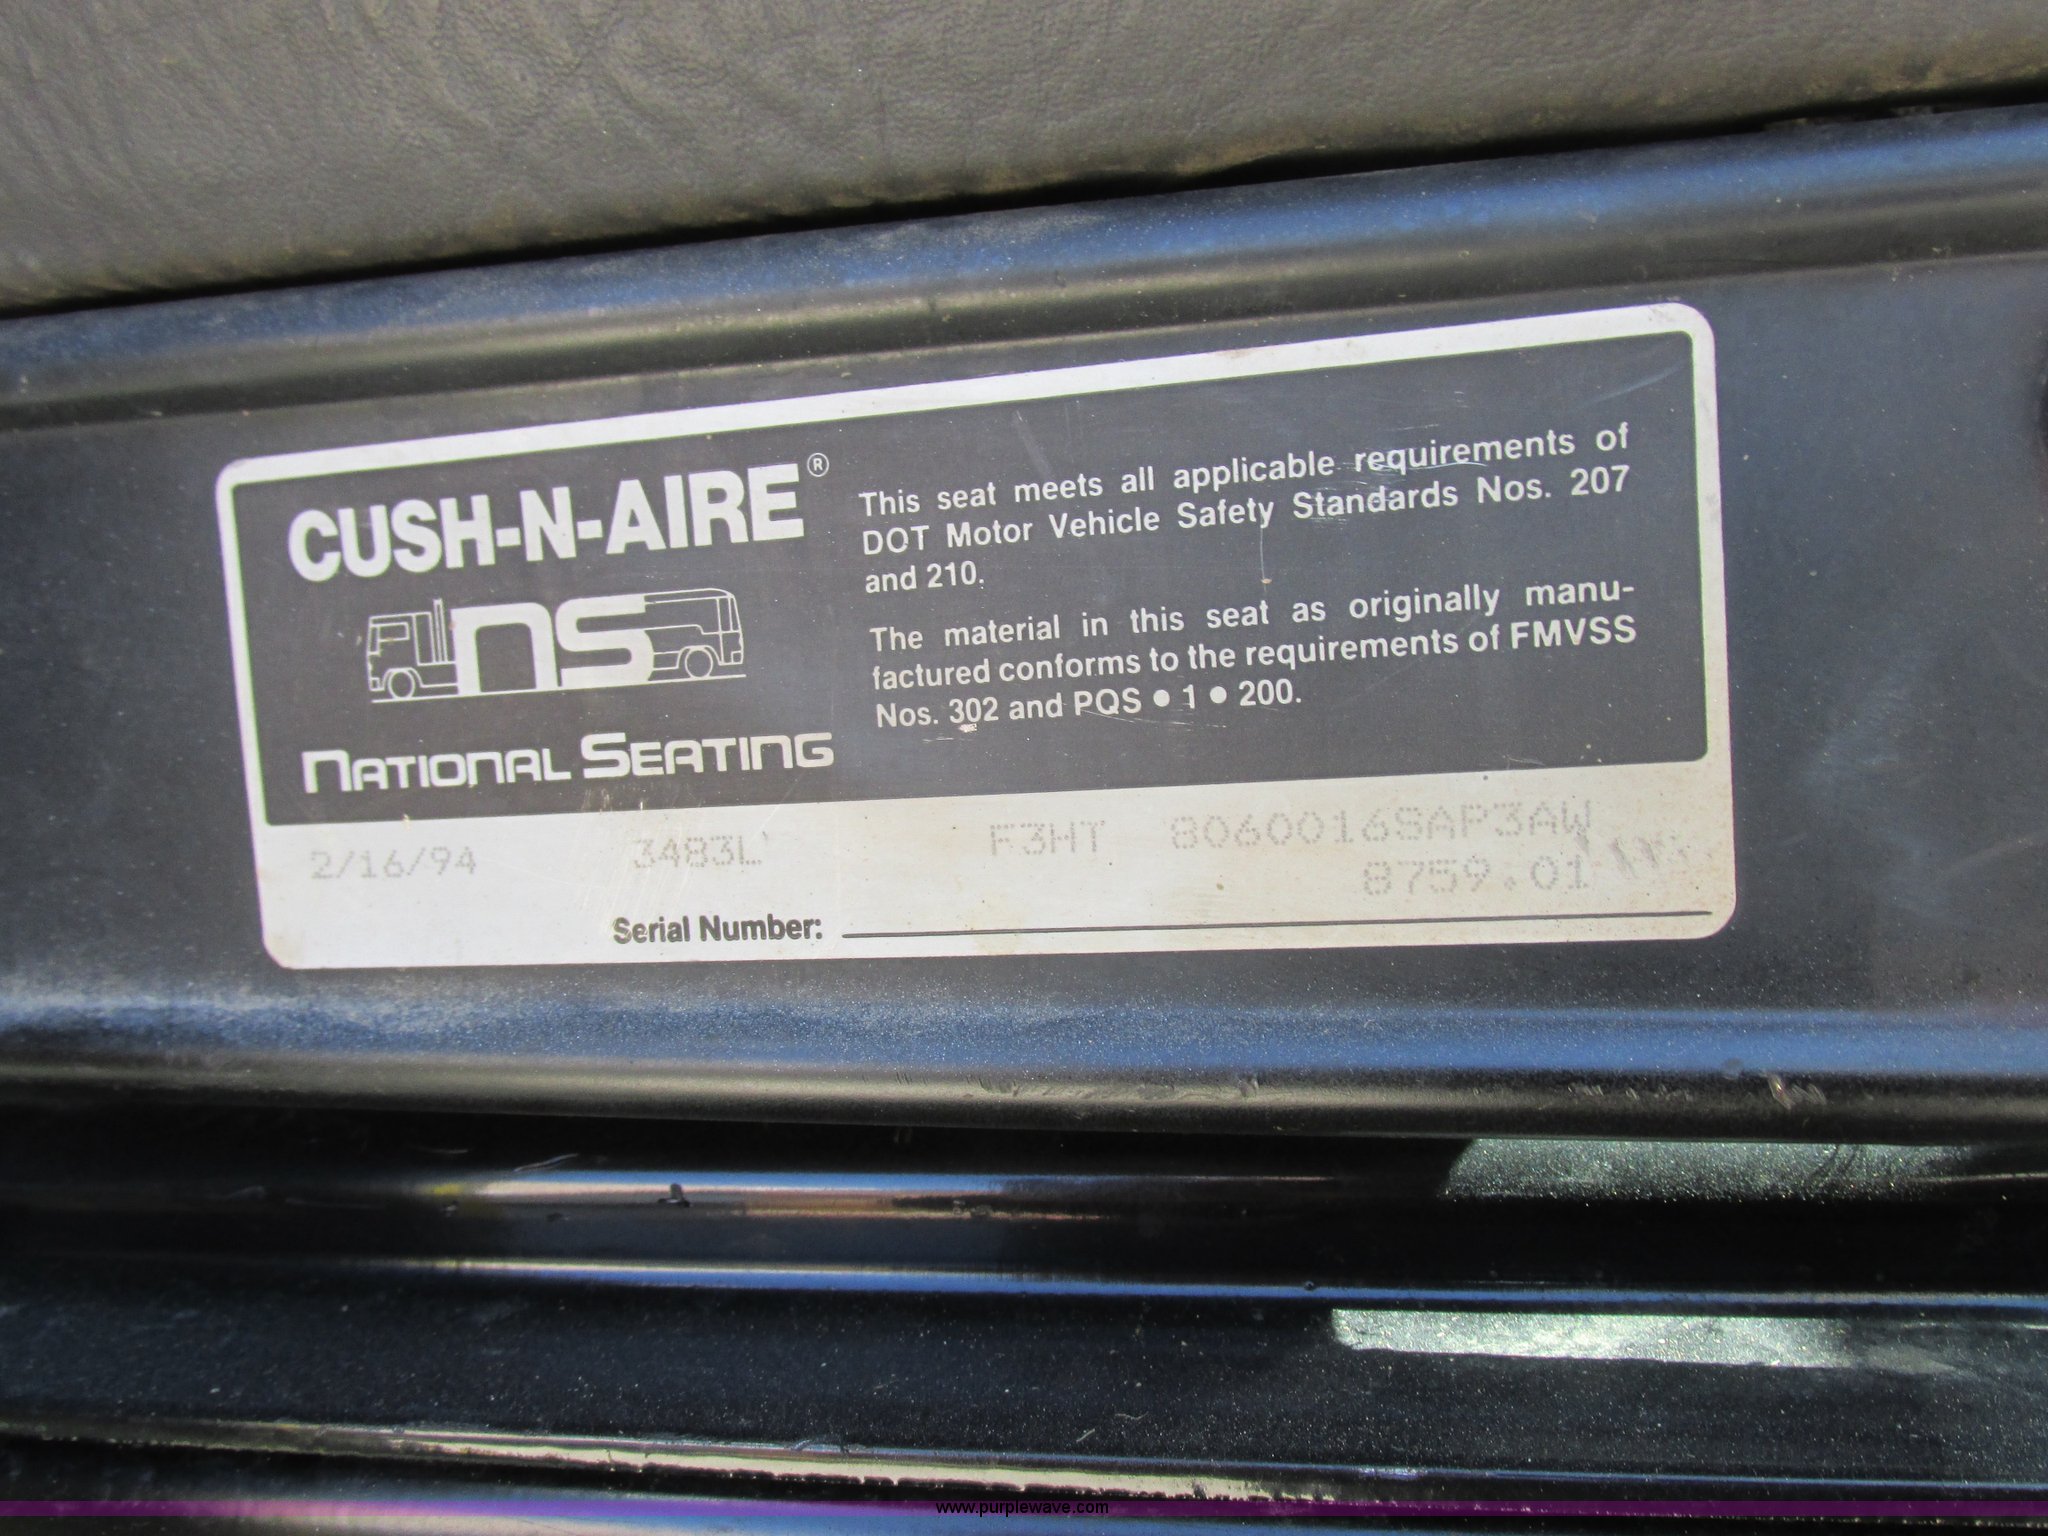 CUSH-N-AIRE®
ns
NATIONAL SEATING
This seat meets all applicable requirements of
DOT Motor Vehicle Safety Standards Nos. 207
and 210.
The material in this seat as originally manu-
factured conforms to the requirements of FMVSS
Nos. 302 and PQS ● 1 ● 200.
2/16/94 3483L F3HT 8060016SAP3AW
8759.01
Serial Number:
www.purplewave.com